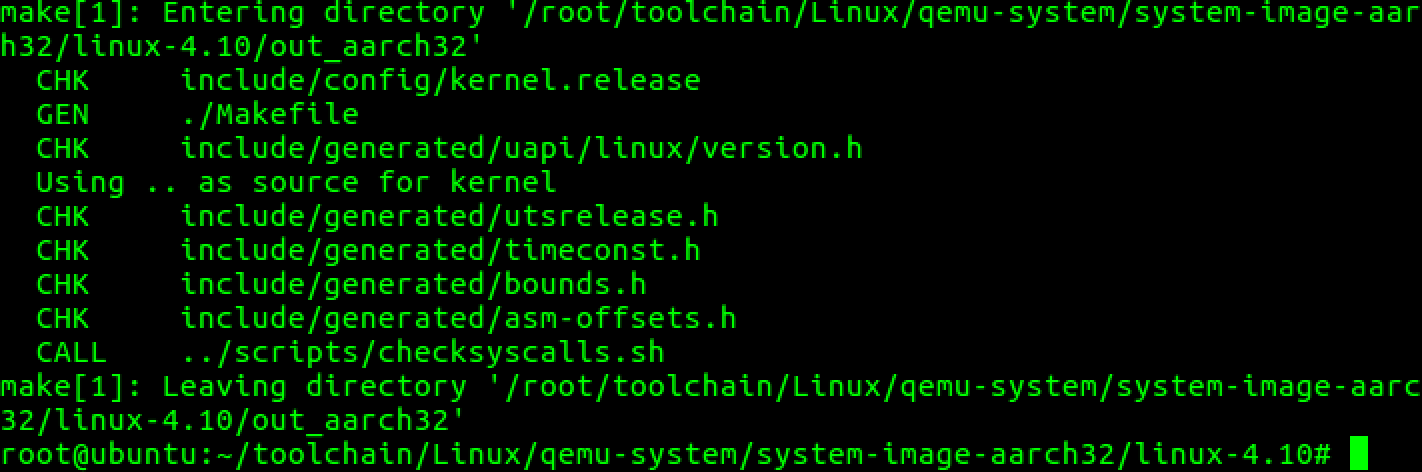 make[1]: Entering directory '/root/toolchain/Linux/qemu-system/system-image-aar
h32/linux-4.10/out_aarch32'
  CHK     include/config/kernel.release
  GEN     ./Makefile
  CHK     include/generated/uapi/linux/version.h
  Using .. as source for kernel
  CHK     include/generated/utsrelease.h
  CHK     include/generated/timeconst.h
  CHK     include/generated/bounds.h
  CHK     include/generated/asm-offsets.h
  CALL    ../scripts/checksyscalls.sh
make[1]: Leaving directory '/root/toolchain/Linux/qemu-system/system-image-aarc
32/linux-4.10/out_aarch32'
root@ubuntu:~/toolchain/Linux/qemu-system/system-image-aarch32/linux-4.10#